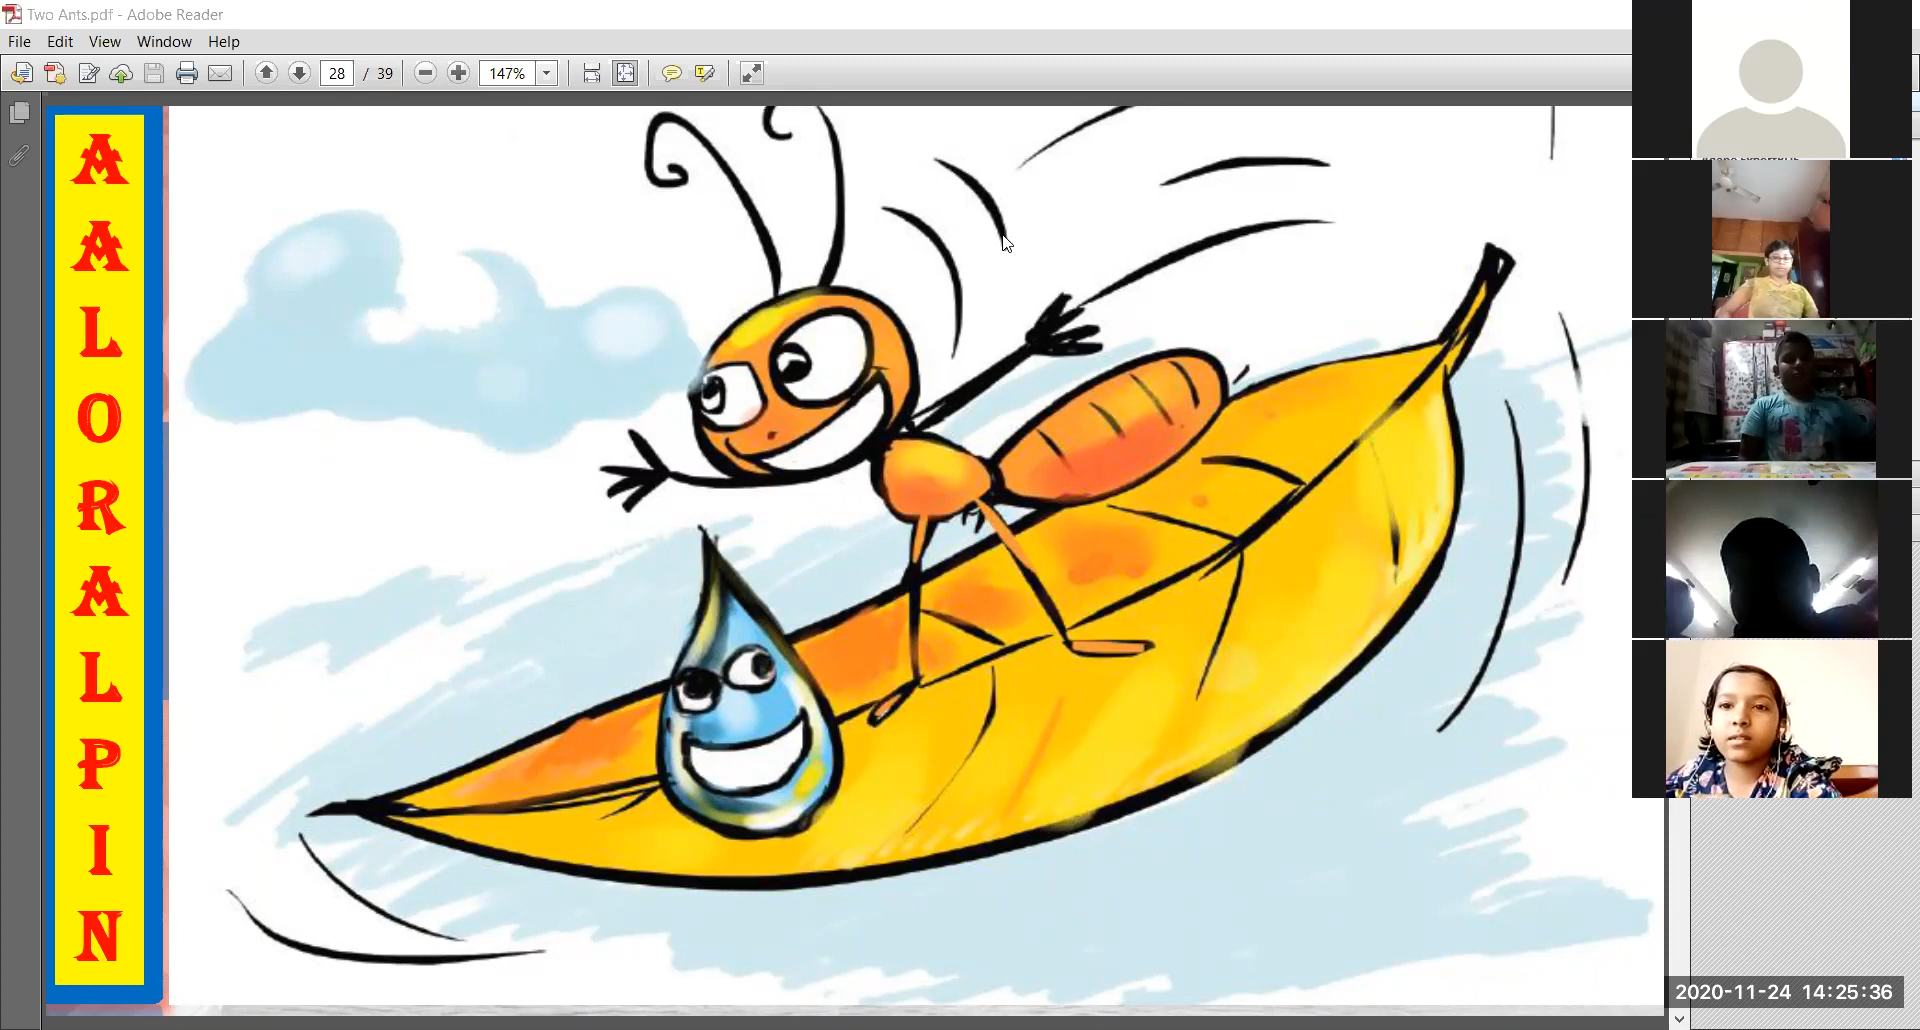 Two Ants.pdf - Adobe Reader
File Edit View Window Help
28 / 39 147%
AALORALPIN
2020-11-24 14:25:36